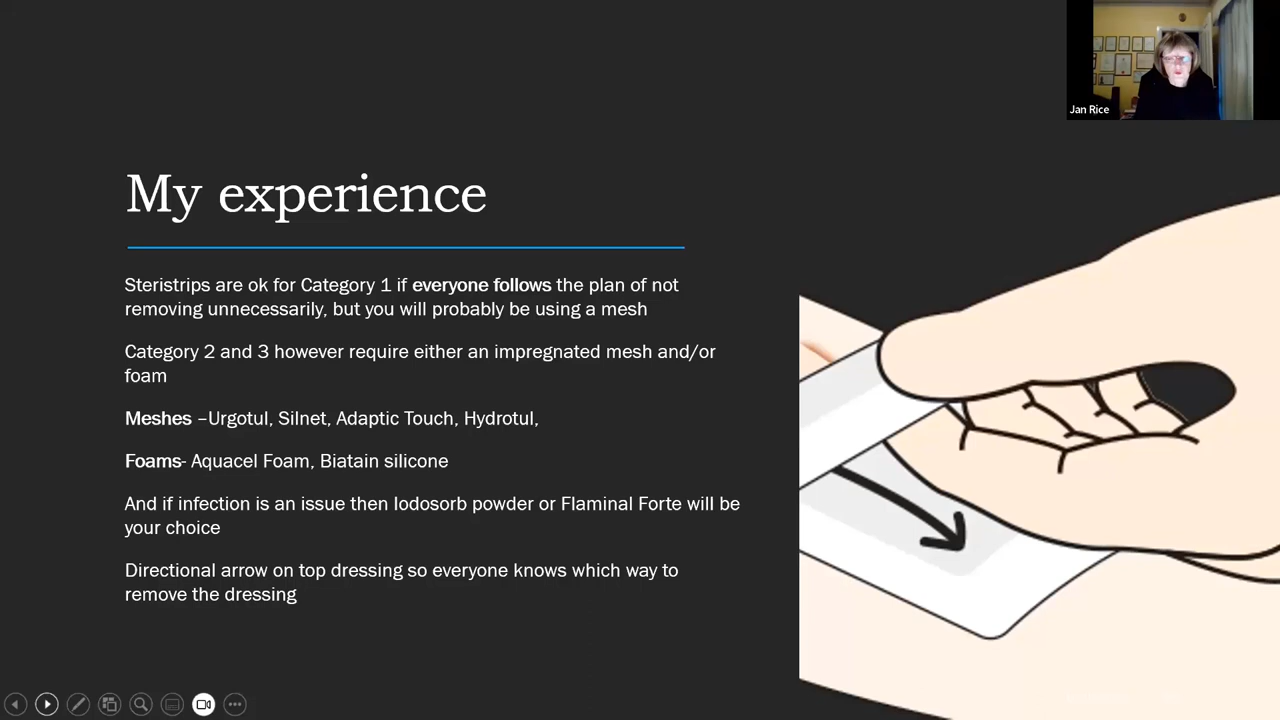 Jan Rice
My experience
Steristrips are ok for Category 1 if everyone follows the plan of not
removing unnecessarily, but you will probably be using a mesh
Category 2 and 3 however require either an impregnated mesh and/or
foam
Meshes –Urgotul, Silnet, Adaptic Touch, Hydrotul,
Foams- Aquacel Foam, Biatain silicone
And if infection is an issue then Iodosorb powder or Flaminal Forte will be
your choice
Directional arrow on top dressing so everyone knows which way to
remove the dressing